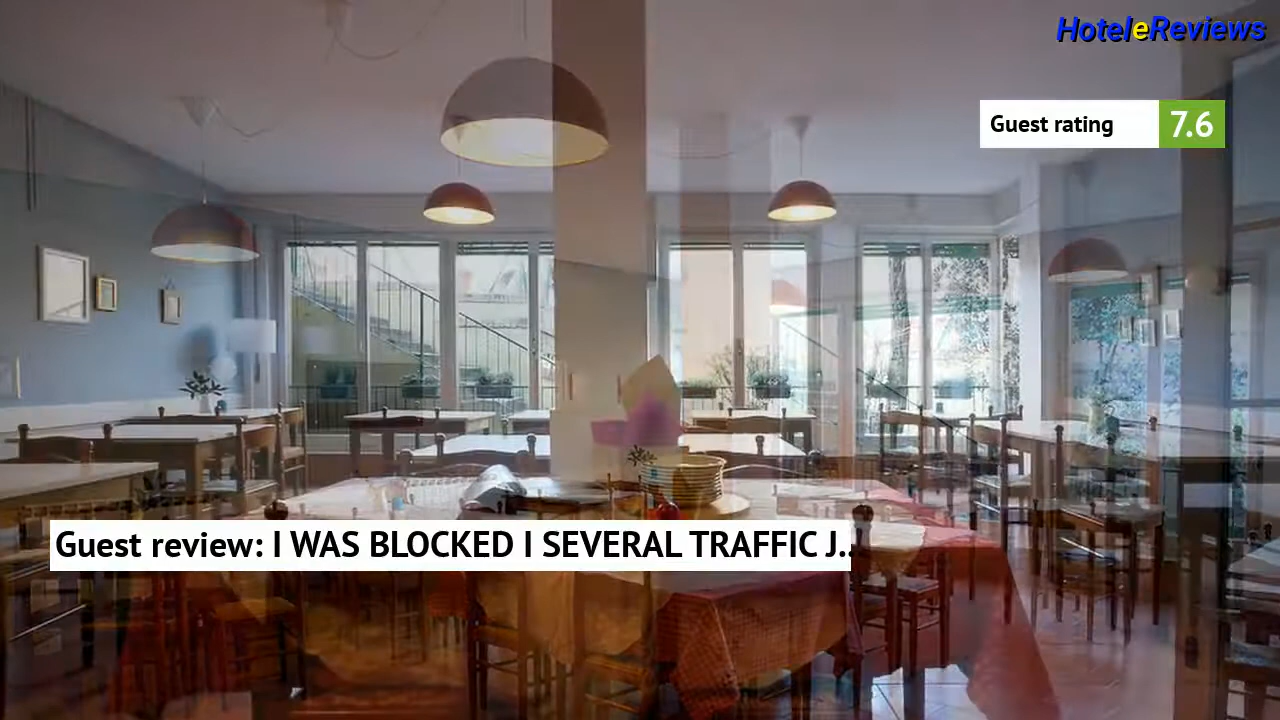 HoteleReviews
Guest rating 7.6
Guest review: I WAS BLOCKED I SEVERAL TRAFFIC J..